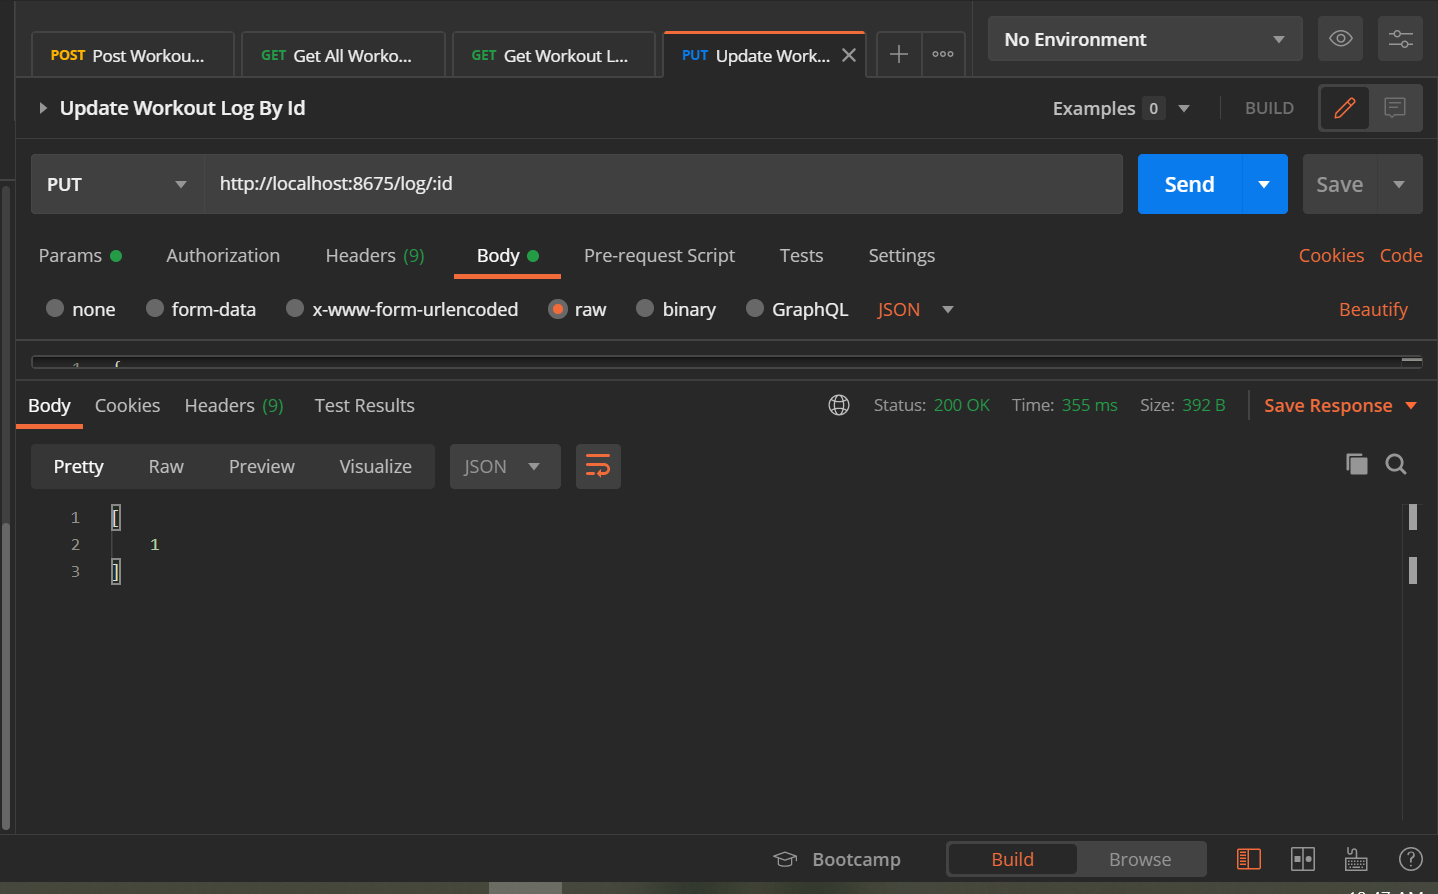 POST Post Workou... GET Get All Worko... GET Get Workout L... PUT Update Work... No Environment
Update Workout Log By Id Examples 0 BUILD
PUT http://localhost:8675/log/:id Send Save
Params Authorization Headers (9) Body Pre-request Script Tests Settings Cookies Code
none form-data x-www-form-urlencoded raw binary GraphQL JSON Beautify
Body Cookies Headers (9) Test Results Status: 200 OK Time: 355 ms Size: 392 B Save Response
Pretty Raw Preview Visualize JSON
1 [
2 1
3 ]
Bootcamp Build Browse